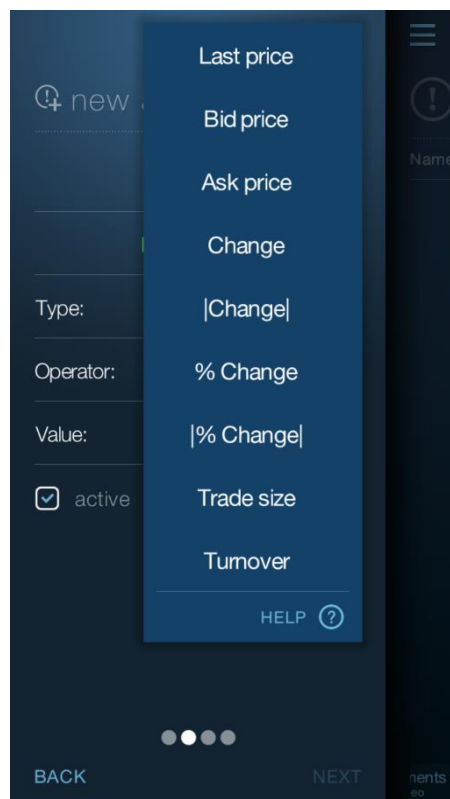 Last price
new
Bid price
Name
Ask price
Change
Type:
|Change|
Operator:
% Change
Value:
|% Change|
active
Trade size
Turnover
HELP
BACK
NEXT